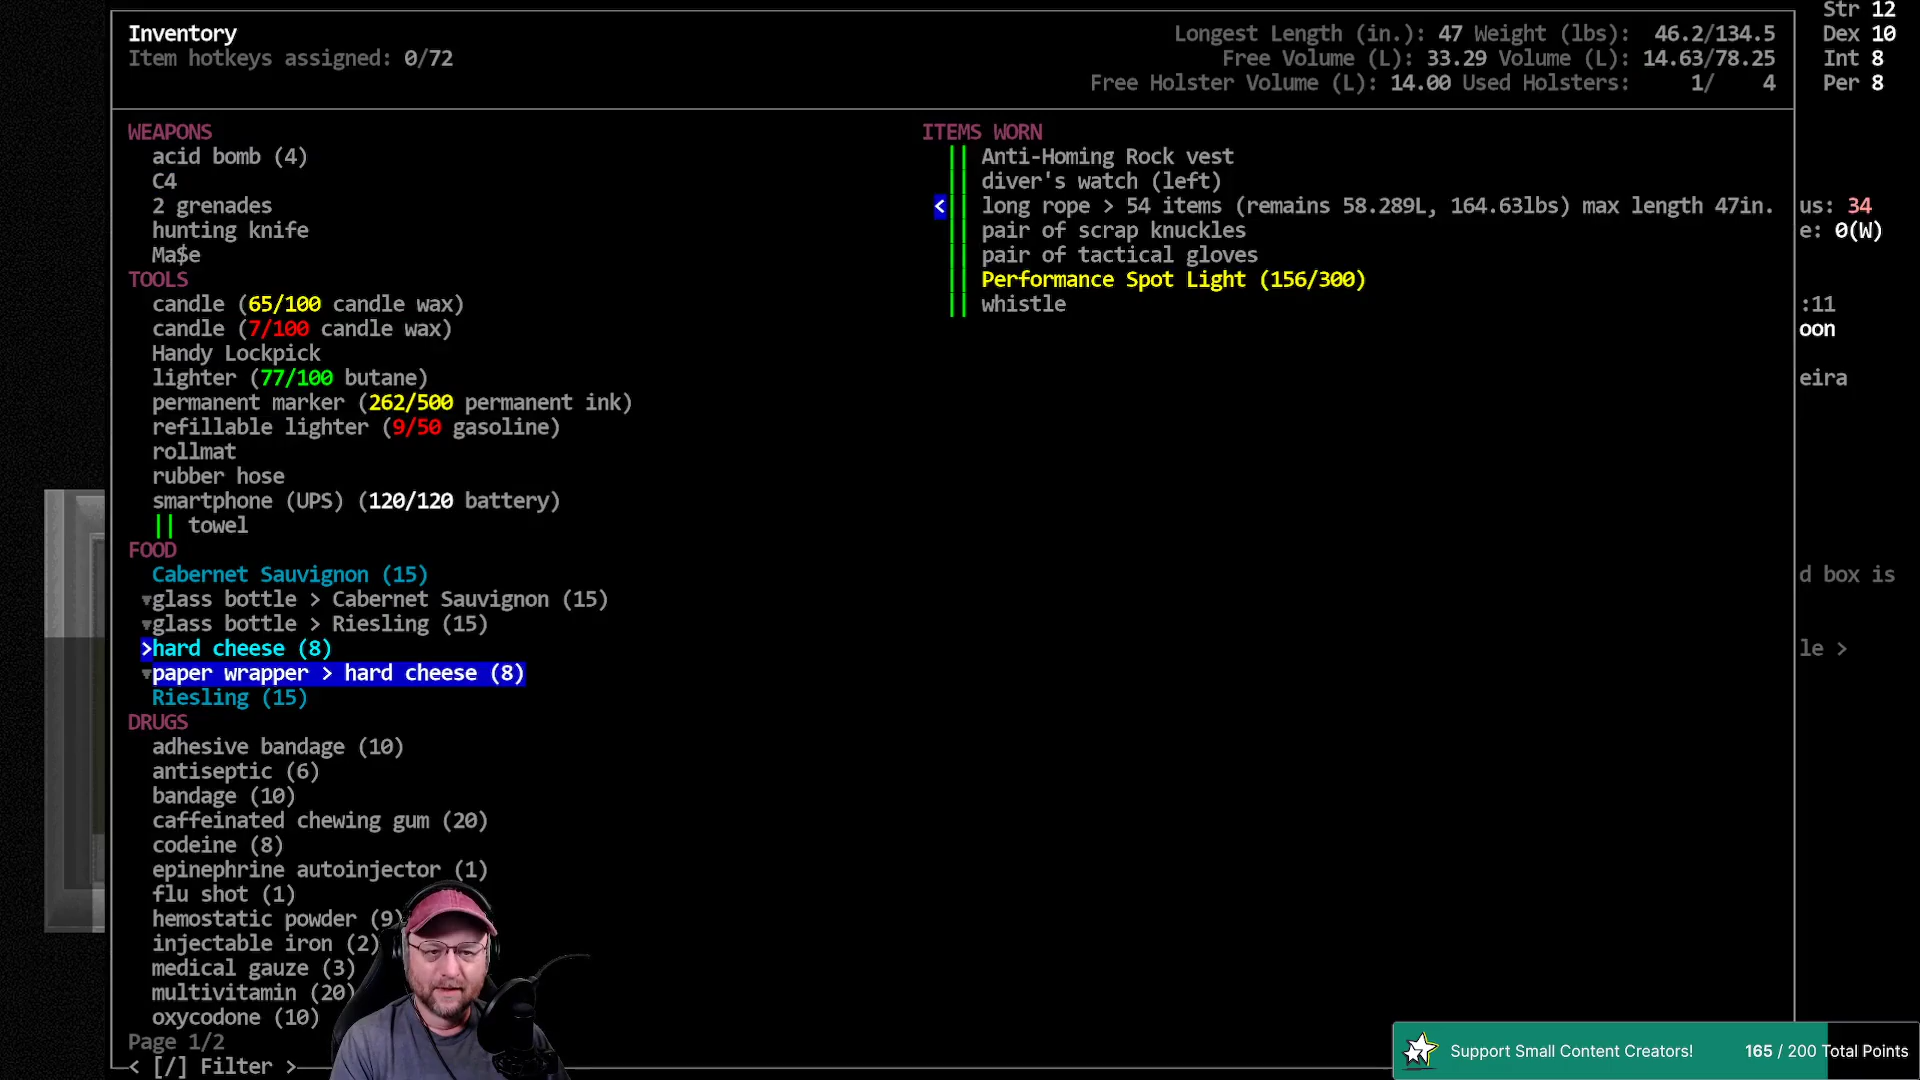 Inventory
Item hotkeys assigned: 0/72
Longest Length (in.): 47 Weight (lbs): 46.2/134.5
Free Volume (L): 33.29 Volume (L): 14.63/78.25
Free Holster Volume (L): 14.00 Used Holsters: 1/ 4
Str 12
Dex 10
Int 8
Per 8
WEAPONS
acid bomb (4)
C4
2 grenades
hunting knife
Ma$e
TOOLS
candle (65/100 candle wax)
candle (7/100 candle wax)
Handy Lockpick
lighter (77/100 butane)
permanent marker (262/500 permanent ink)
refillable lighter (9/50 gasoline)
rollmat
rubber hose
smartphone (UPS) (120/120 battery)
|| towel
FOOD
Cabernet Sauvignon (15)
▼glass bottle > Cabernet Sauvignon (15)
▼glass bottle > Riesling (15)
>hard cheese (8)
▼paper wrapper > hard cheese (8)
Riesling (15)
DRUGS
adhesive bandage (10)
antiseptic (6)
bandage (10)
caffeinated chewing gum (20)
codeine (8)
epinephrine autoinjector (1)
flu shot (1)
hemostatic powder (9)
injectable iron (2)
medical gauze (3)
multivitamin (20)
oxycodone (10)
Page 1/2
< [/] Filter >
ITEMS WORN
|| Anti-Homing Rock vest
|| diver's watch (left)
<|| long rope > 54 items (remains 58.289L, 164.63lbs) max length 47in.
|| pair of scrap knuckles
|| pair of tactical gloves
|| Performance Spot Light (156/300)
|| whistle
us: 34
e: 0(W)
:11
oon
eira
d box is
le >
Support Small Content Creators! 165 / 200 Total Points